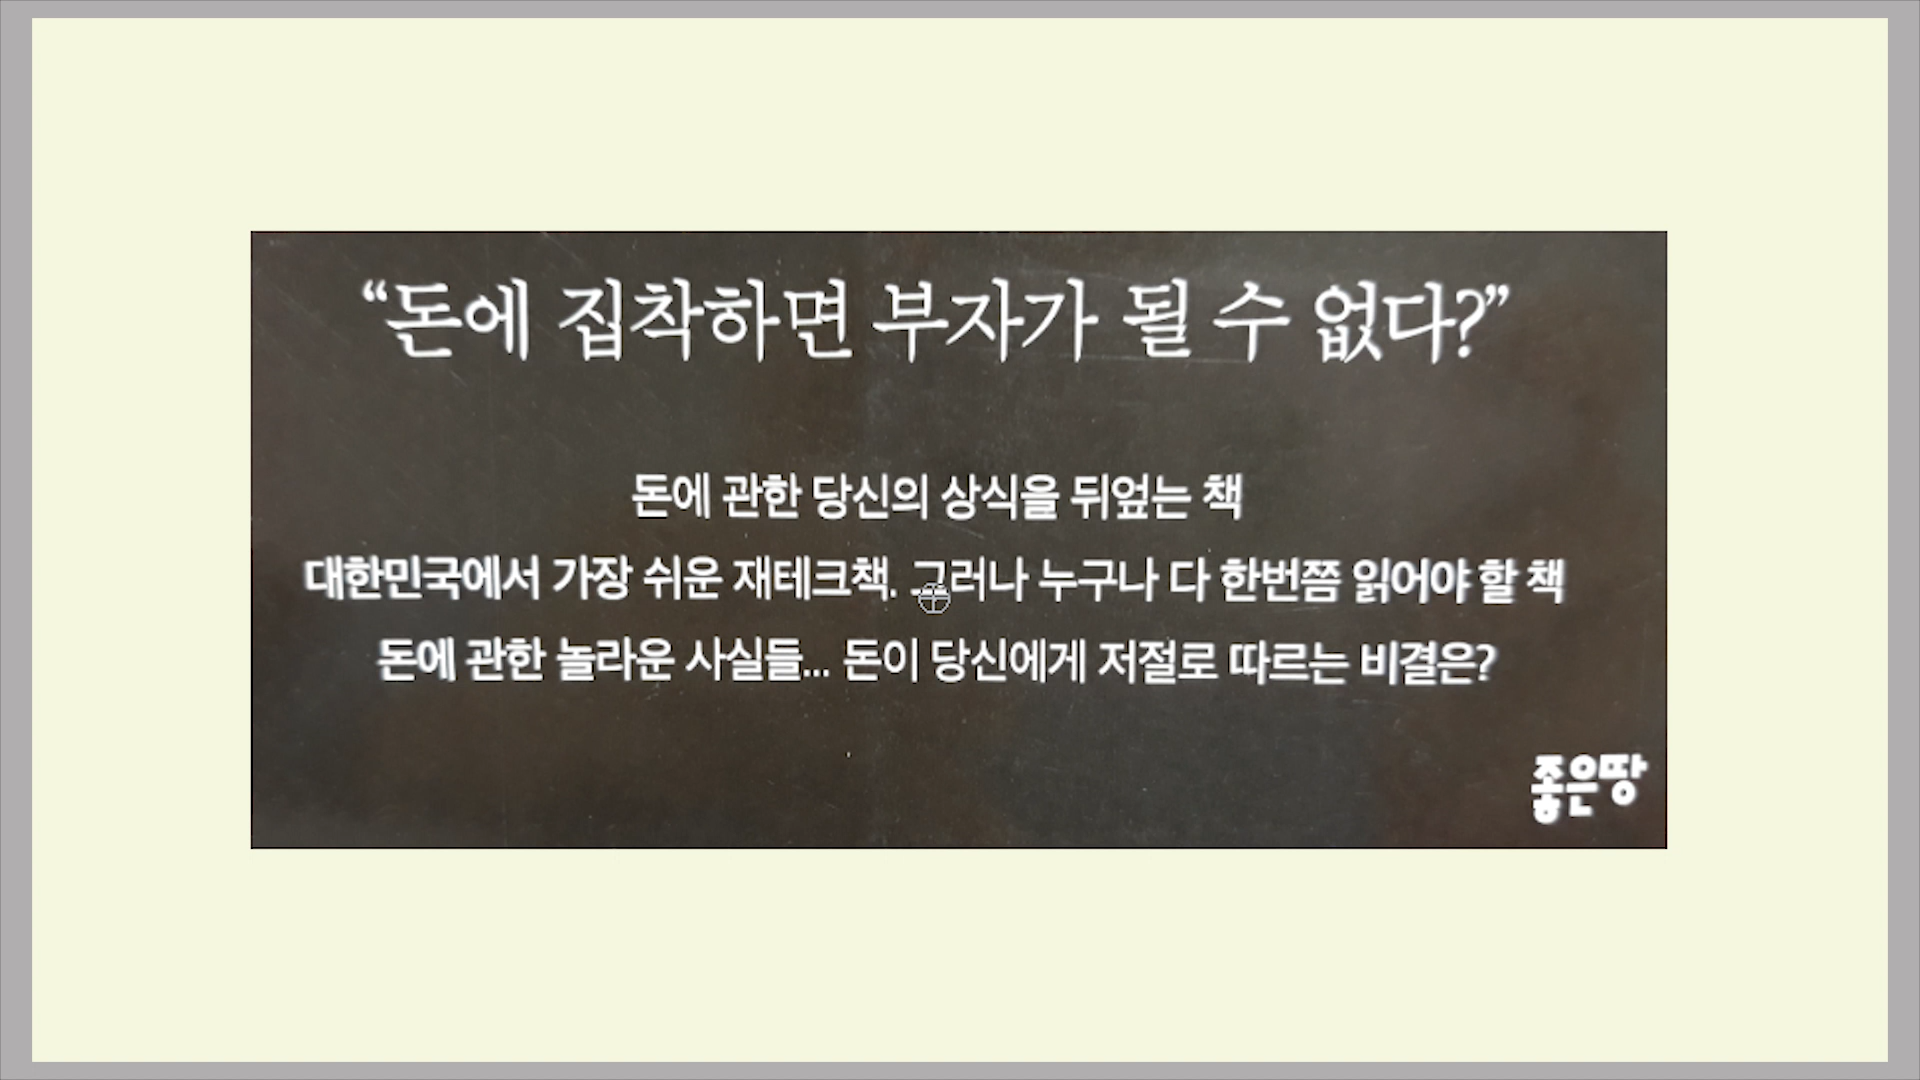 “돈에 집착하면 부자가 될 수 없다?”
돈에 관한 당신의 상식을 뒤엎는 책
대한민국에서 가장 쉬운 재테크책. 그러나 누구나 다 한번쯤 읽어야 할 책
돈에 관한 놀라운 사실들... 돈이 당신에게 저절로 따르는 비결은?
좋은땅